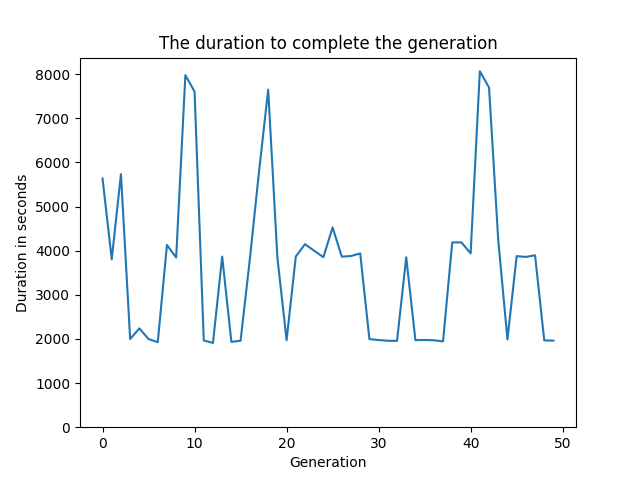 The duration to complete the generation
8000
7000
6000
5000
4000
3000
2000
1000
0
Duration in seconds
0 10 20 30 40 50
Generation